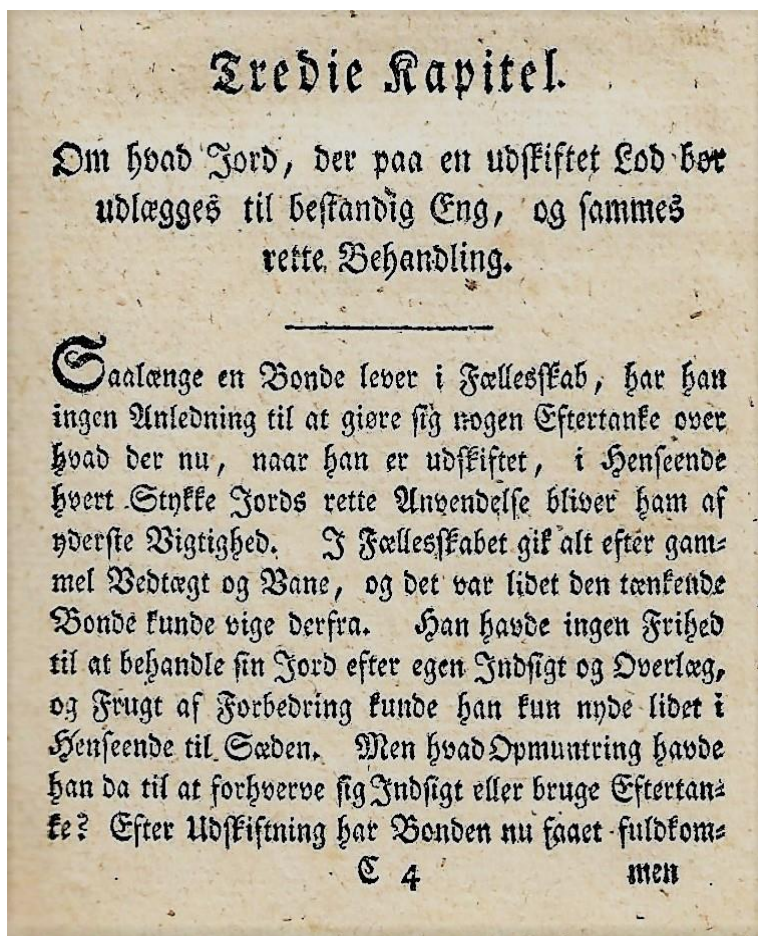 Tredie Kapitel.
Om hvad Jord, der paa en udskiftet Lod bør
udlægges til bestandig Eng, og sammes
rette Behandling.
Saalænge en Bonde lever i Fællesskab, har han
ingen Anledning til at giøre sig nogen Eftertanke over
hvad der nu, naar han er udskiftet, i Henseende
hvert Stykke Jords rette Anvendelse bliver ham af
yderste Vigtighed. I Fællesskabet gik alt efter gam-
mel Vedtægt og Vane, og det var lidet den tænkende
Bonde kunde vige derfra. Han havde ingen Frihed
til at behandle sin Jord efter egen Indsigt og Overlæg,
og Frugt af Forbedring kunde han kun nyde lidet i
Henseende til Sæden. Men hvad Opmuntring havde
han da til at forhverve sig Indsigt eller bruge Eftertan-
ke? Efter Udskiftning har Bonden nu faaet fuldkom-
C 4 men